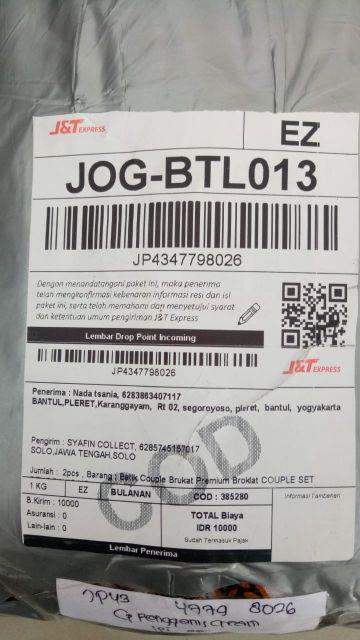 J&T EXPRESS
EZ
JOG-BTL013
JP4347798026
Dengan menandatangani paket ini, maka penerima
telah mengkonfirmasi kebenaran informasi resi dan isi
paket ini, serta telah memahami dan menyetujui syarat
dan ketentuan umum pengiriman J&T Express
Lembar Drop Point Incoming
JP4347798026
J&T EXPRESS
Penerima : Nada tsania, 6283863407117
BANTUL,PLERET,Karanggayam, Rt 02, segoroyoso, pleret, bantul, yogyakarta
Pengirim : SYAFIN COLLECT, 6285745157017
SOLO,JAWA TENGAH,SOLO
COD
Jumlah : 2pcs , Barang : Batik Couple Brukat Premium Broklat COUPLE SET
1 KG EZ BULANAN COD : 385280 Informasi Tambahan
B.Kirim : 10000
Asuransi : 0
Lain-lain : 0
TOTAL Biaya
IDR 10000
Sudah Termasuk Pajak
Lembar Penerima
JP43 4779 8026